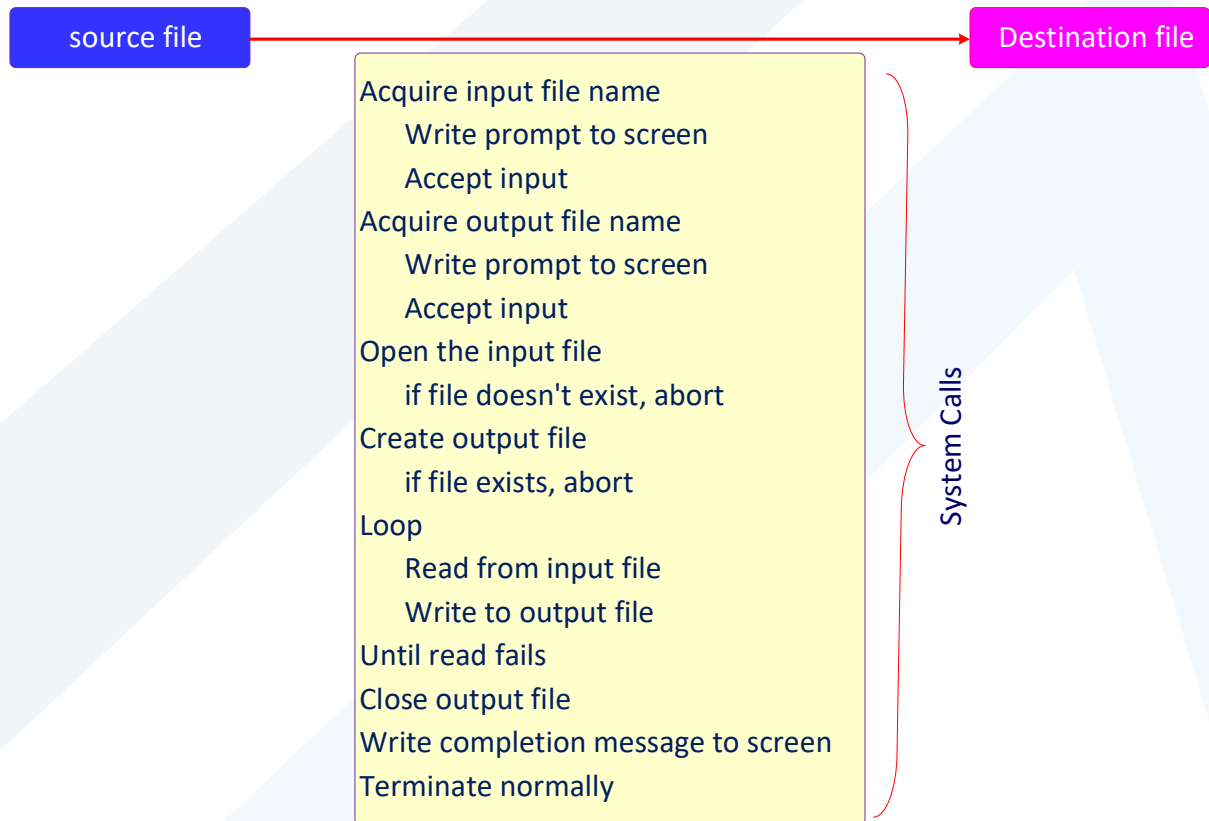 source file
Destination file
Acquire input file name
Write prompt to screen
Accept input
Acquire output file name
Write prompt to screen
Accept input
Open the input file
if file doesn't exist, abort
Create output file
if file exists, abort
Loop
Read from input file
Write to output file
Until read fails
Close output file
Write completion message to screen
Terminate normally
System Calls